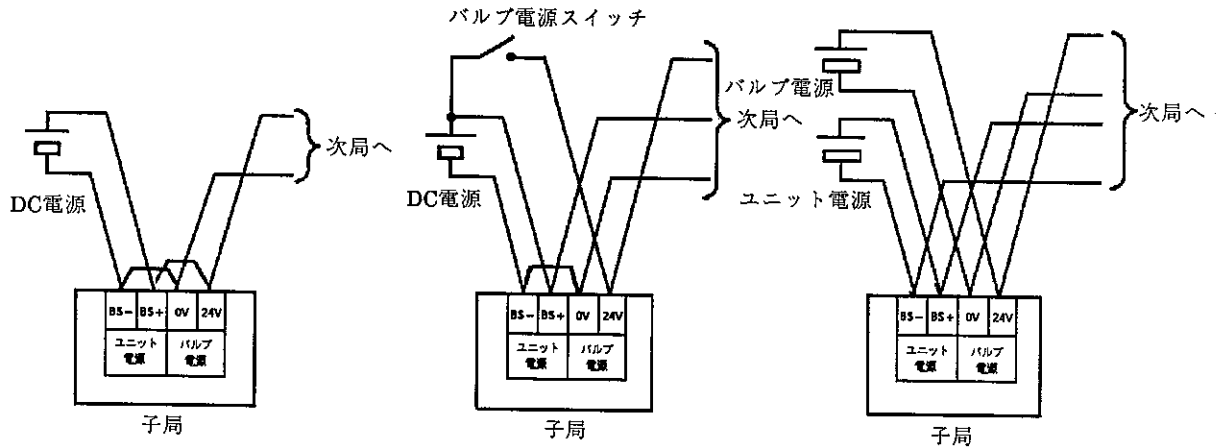 DC電源
次局へ
BS- BS+ 0V 24V
ユニット電源
バルブ電源
子局
バルブ電源スイッチ
DC電源
次局へ
BS- BS+ 0V 24V
ユニット電源
バルブ電源
子局
バルブ電源
ユニット電源
次局へ
BS- BS+ 0V 24V
ユニット電源
バルブ電源
子局